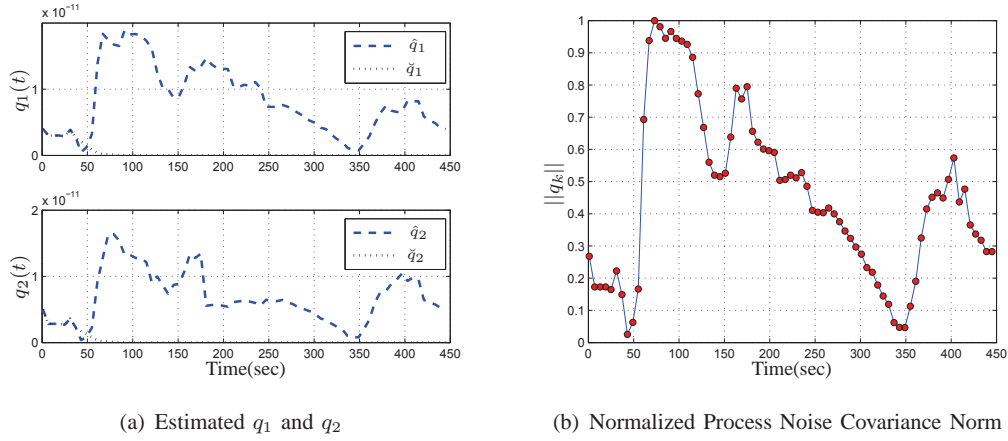 2 x 10⁻¹¹
1
0
q₁(t)
q̂₁
q̆₁
0 50 100 150 200 250 300 350 400 450
x 10⁻¹¹
2
1
0
q₂(t)
q̂₂
q̆₂
0 50 100 150 200 250 300 350 400 450
Time(sec)
(a) Estimated q₁ and q₂
1
0.9
0.8
0.7
0.6
0.5
0.4
0.3
0.2
0.1
0
||qₖ||
0 50 100 150 200 250 300 350 400 450
Time(sec)
(b) Normalized Process Noise Covariance Norm